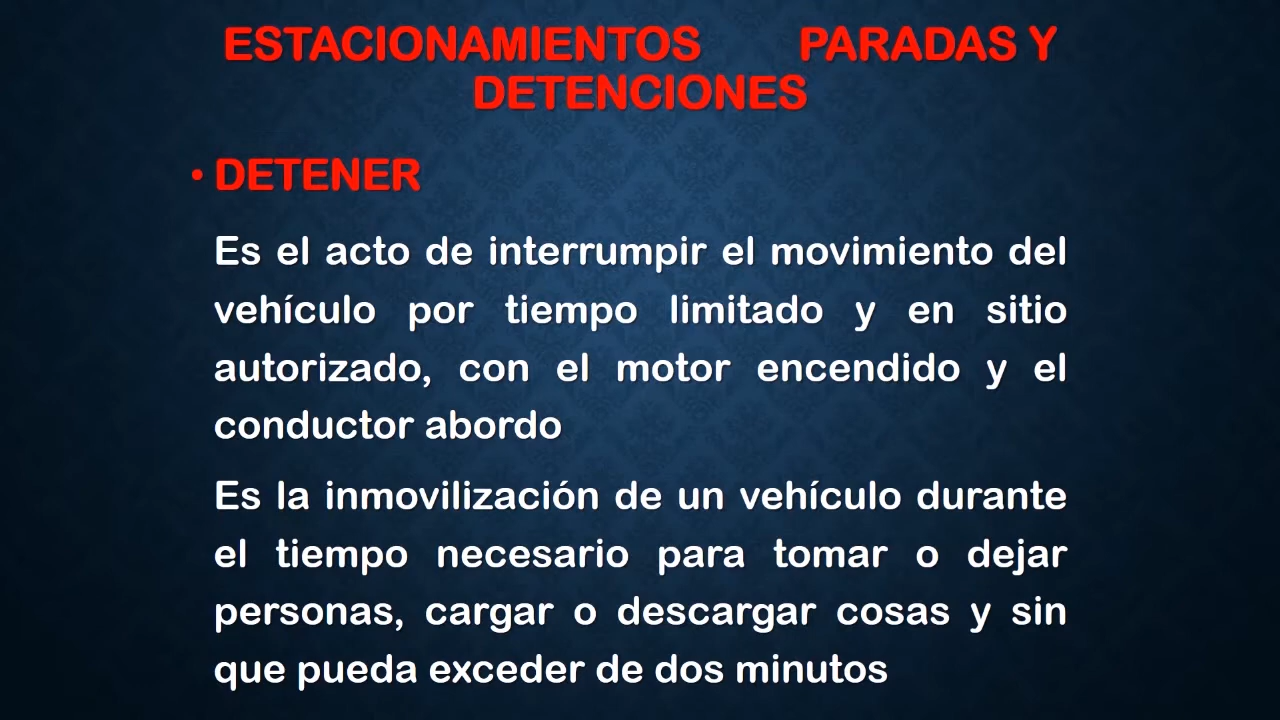 ESTACIONAMIENTOS PARADAS Y
DETENCIONES
• DETENER
Es el acto de interrumpir el movimiento del
vehículo por tiempo limitado y en sitio
autorizado, con el motor encendido y el
conductor abordo
Es la inmovilización de un vehículo durante
el tiempo necesario para tomar o dejar
personas, cargar o descargar cosas y sin
que pueda exceder de dos minutos